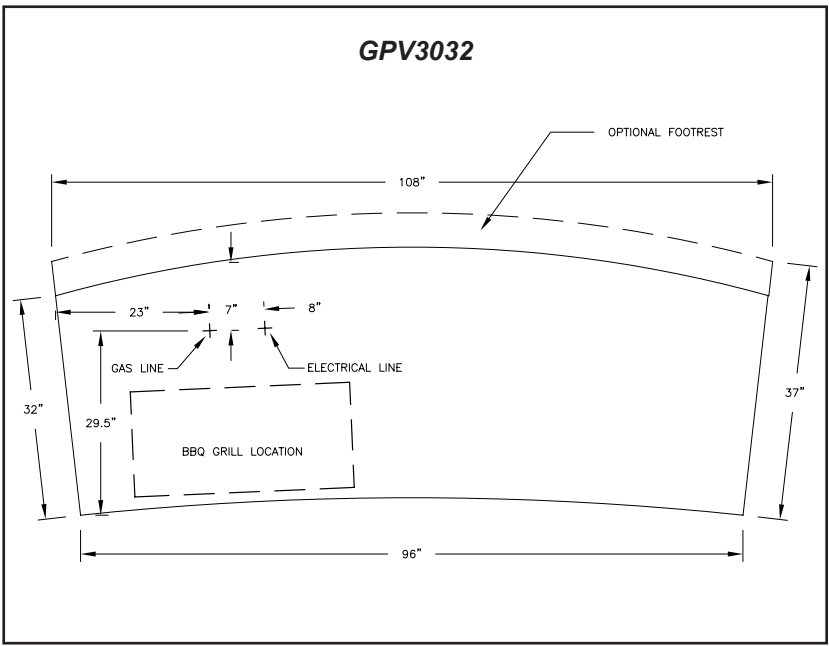 GPV3032
OPTIONAL FOOTREST
108"
23"
7"
8"
GAS LINE
ELECTRICAL LINE
32"
37"
29.5"
BBQ GRILL LOCATION
96"